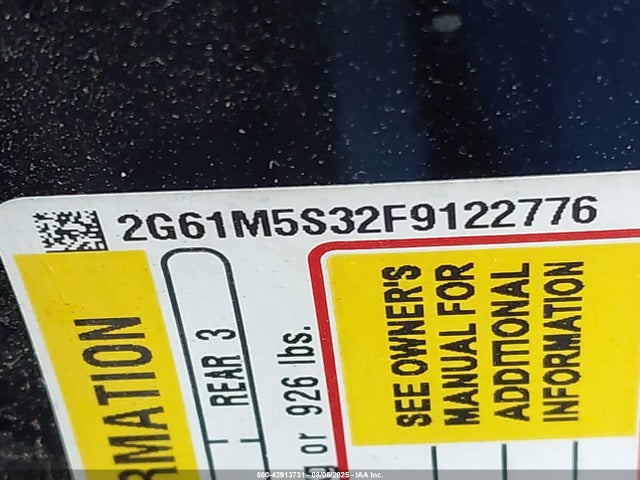 2G61M5S32F9122776
RMATION
REAR 3
g or 926 lbs.
SEE OWNER'S
MANUAL FOR
ADDITIONAL
INFORMATION
000-42913731 - 08/06/2025 - IAA Inc.